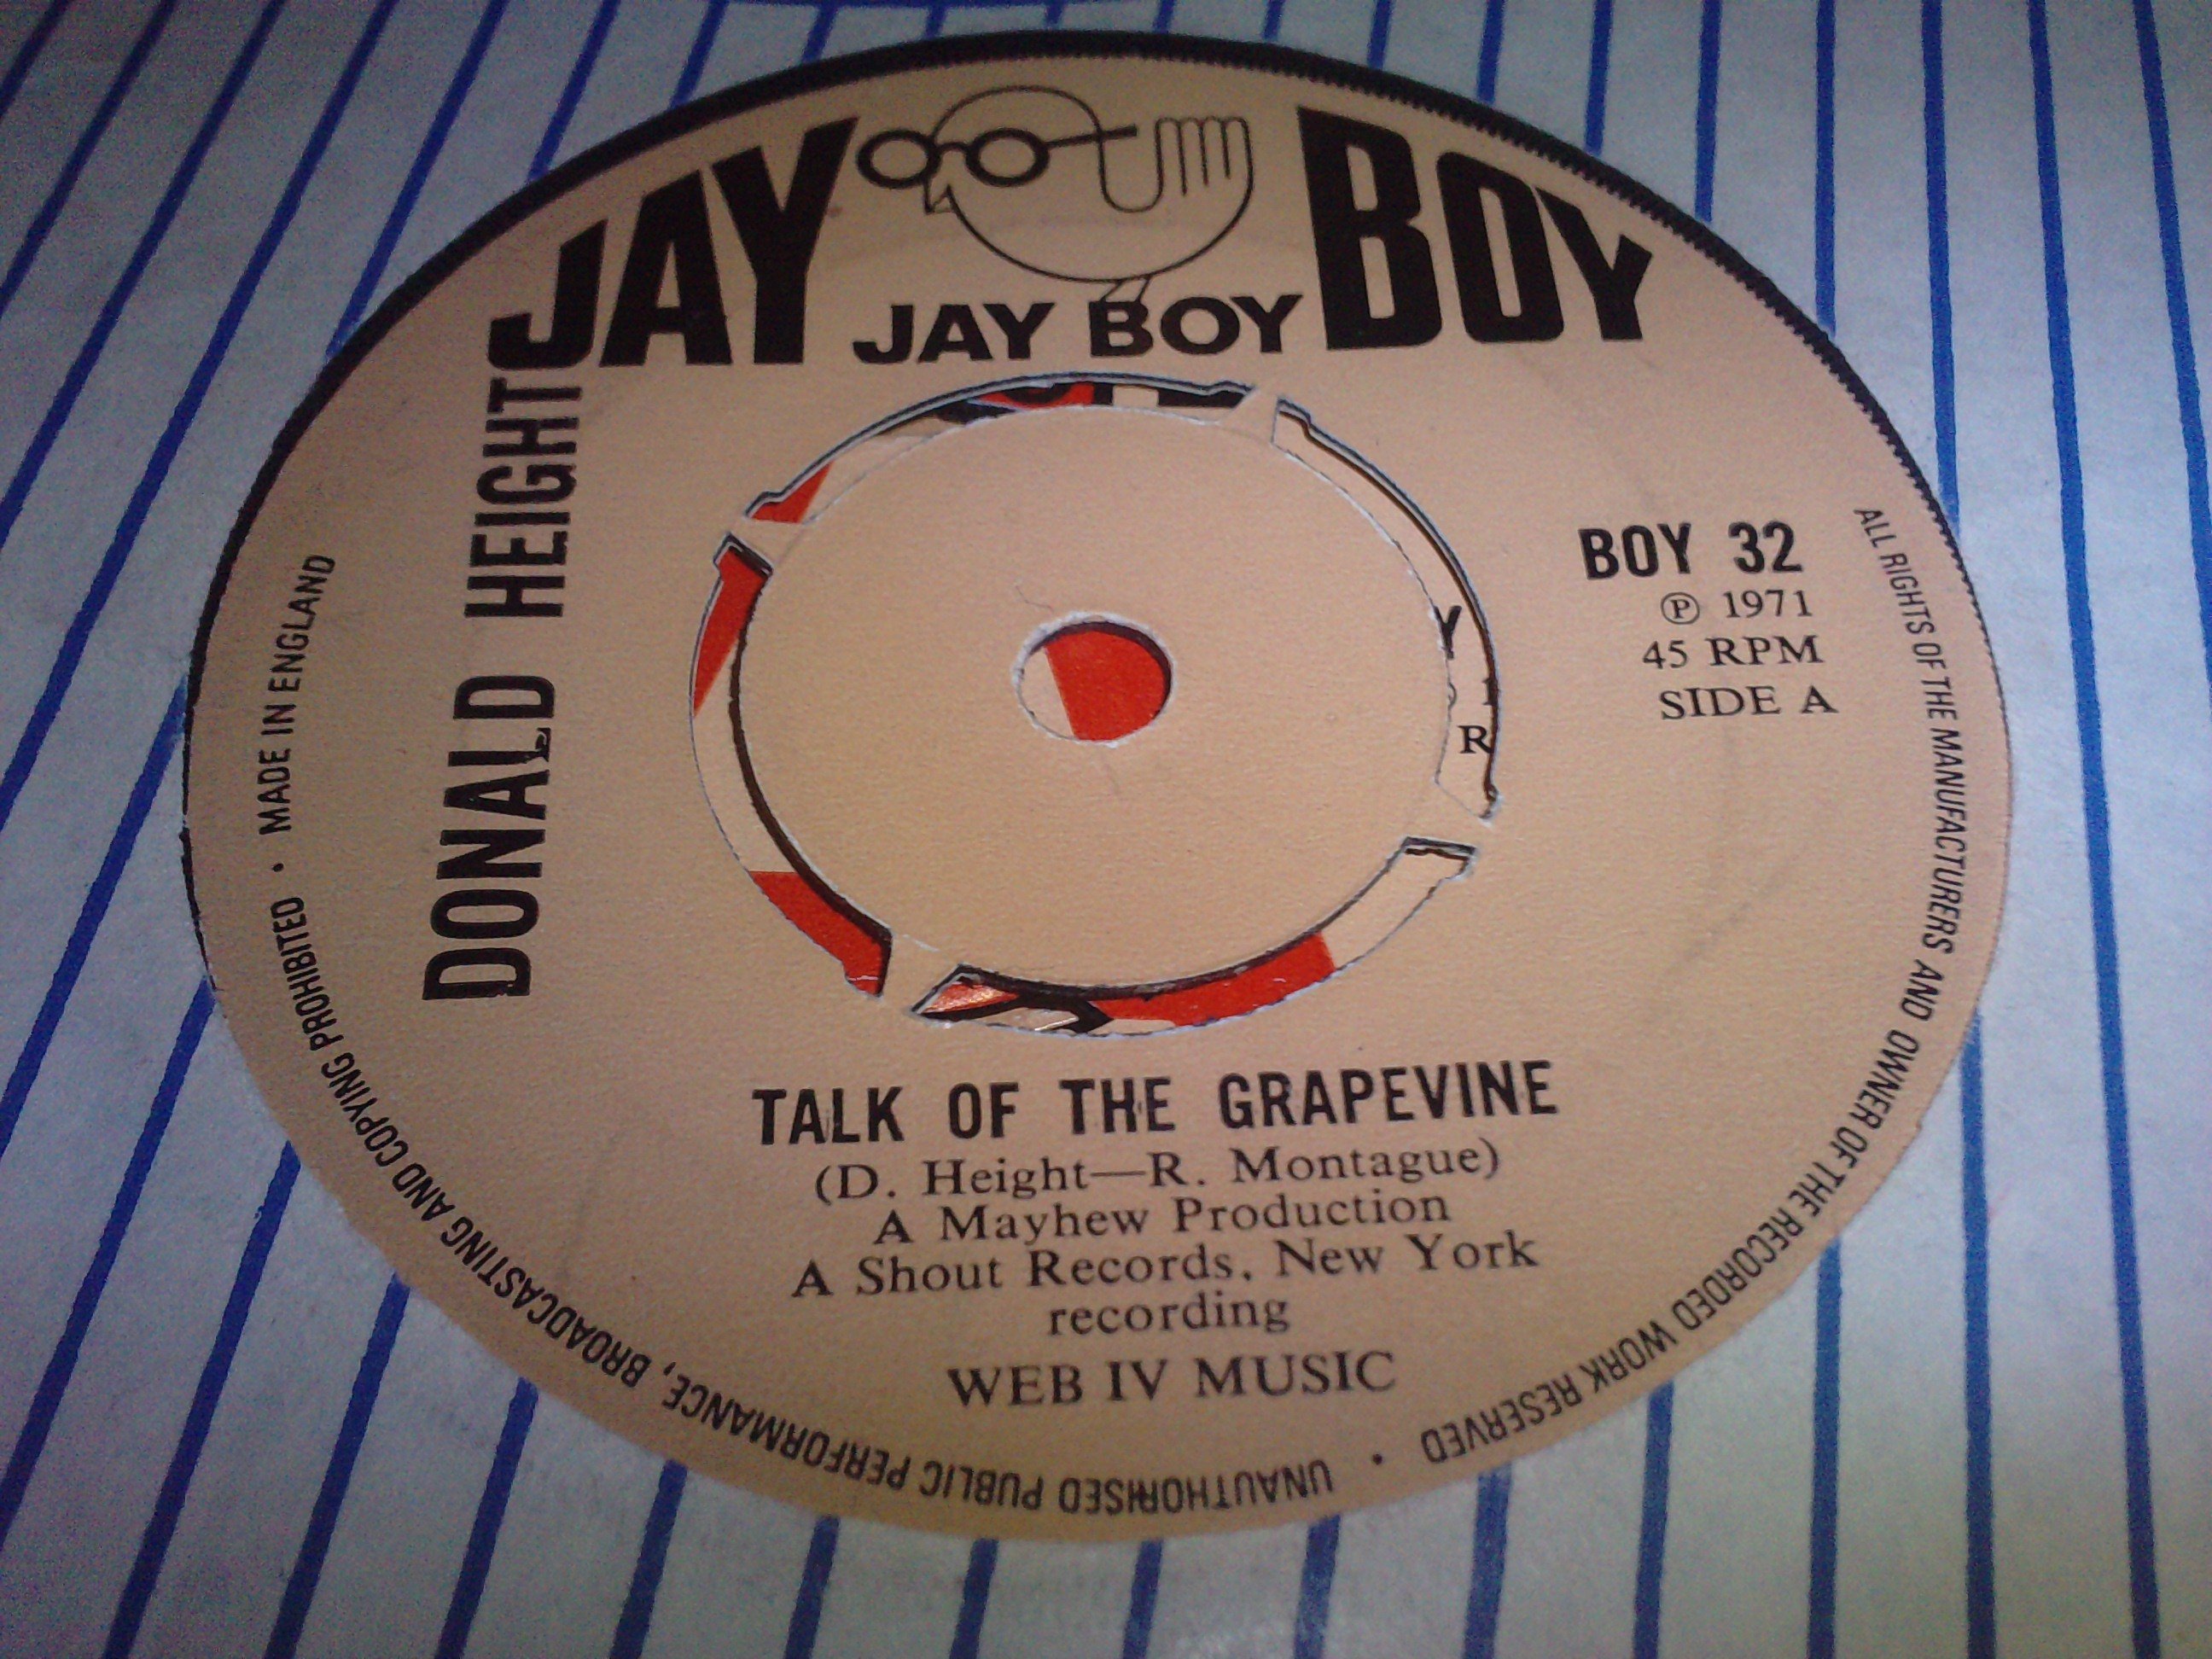 JAY BOY
JAY BOY
DONALD HEIGHT
BOY 32
Ⓟ 1971
45 RPM
SIDE A
R
TALK OF THE GRAPEVINE
(D. Height—R. Montague)
A Mayhew Production
A Shout Records, New York
recording
WEB IV MUSIC
ALL RIGHTS OF THE MANUFACTURERS AND OWNER OF THE RECORDED WORK RESERVED • UNAUTHORISED PUBLIC PERFORMANCE, BROADCASTING AND COPYING PROHIBITED • MADE IN ENGLAND